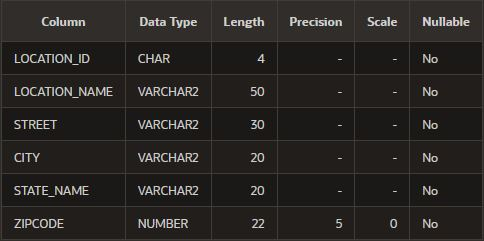 Column Data Type Length Precision Scale Nullable
LOCATION_ID CHAR 4 - - No
LOCATION_NAME VARCHAR2 50 - - No
STREET VARCHAR2 30 - - No
CITY VARCHAR2 20 - - No
STATE_NAME VARCHAR2 20 - - No
ZIPCODE NUMBER 22 5 0 No